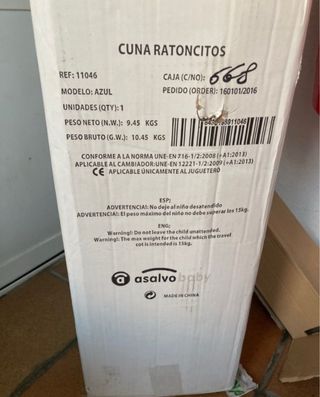 CUNA RATONCITOS
REF: 11046
CAJA (C/NO): 668
MODELO: AZUL
PEDIDO (ORDER): 160101/2016
UNIDADES (QTY): 1
PESO NETO (N.W.): 9.45 KGS
PESO BRUTO (G.W.): 10.45 KGS
CONFORME A LA NORMA UNE-EN 716-1/2:2008 (+A1:2013)
APLICABLE AL CAMBIADOR: UNE-EN 12221-1/2:2009 (+A1:2013)
CE APLICABLE ÚNICAMENTE AL JUGUETERO
ESP:
ADVERTENCIA: No deje al niño desatendido
ADVERTENCIA: El peso máximo del niño no debe superar los 15kg.
ENG:
Warning! Do not leave the child unattended.
Warning! The max weight for the child which the travel
cot is intended is 15kg.
a asalvo baby
MADE IN CHINA